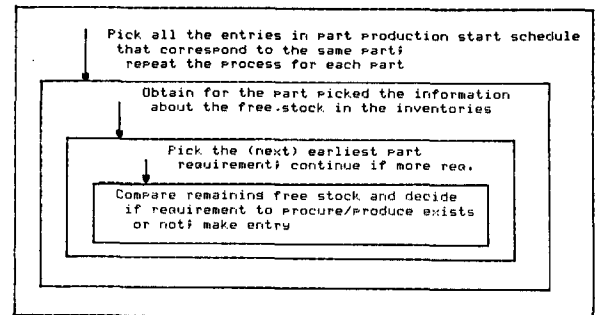 Pick all the entries in part production start schedule
that correspond to the same part;
repeat the process for each part
Obtain for the part picked the information
about the free.stock in the inventories
Pick the (next) earliest part
requirement; continue if more req.
Compare remaining free stock and decide
if requirement to procure/produce exists
or not; make entry